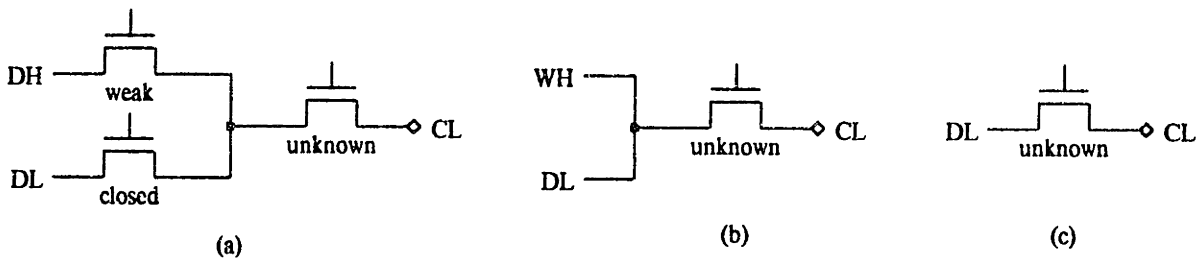 DH
weak
DL
closed
unknown
CL
(a)
WH
DL
unknown
CL
(b)
DL
unknown
CL
(c)